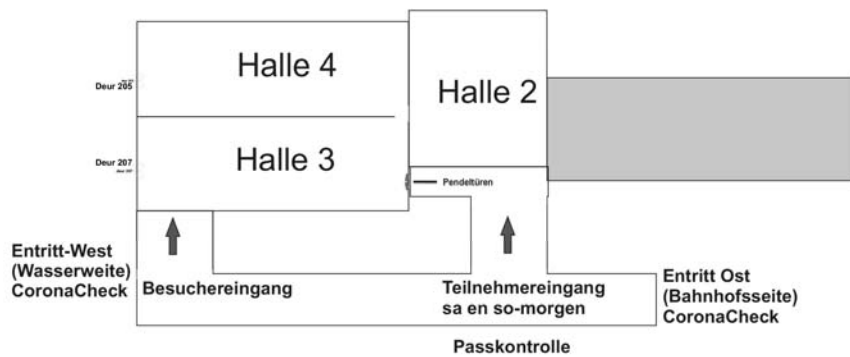 Halle 4
Halle 2
Deur 205
Halle 3
Deur 207
Pendeltüren
Entritt-West
(Wasserweite)
CoronaCheck
Besuchereingang
Teilnehmereingang
sa en so-morgen
Entritt Ost
(Bahnhofsseite)
CoronaCheck
Passkontrolle